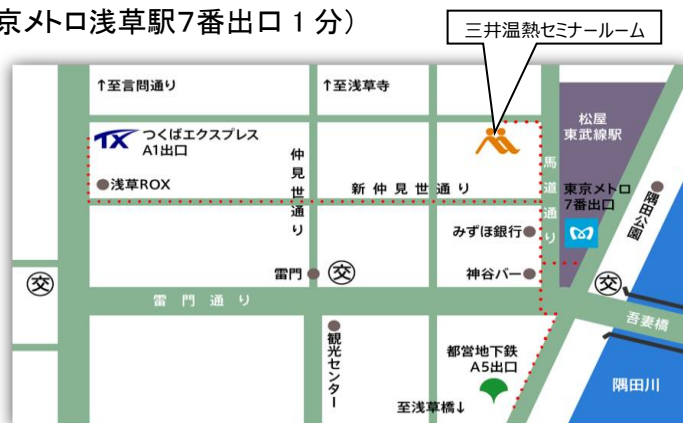 京メトロ浅草駅7番出口 1 分）
三井温熱セミナールーム
↑至言問通り
↑至浅草寺
TX つくばエクスプレス
A1出口
●浅草ROX
仲見世通り
新仲見世通り
馬道通り
松屋
東武線駅
東京メトロ
7番出口
隅田公園
みずほ銀行●
雷門●
交
神谷バー●
交
交
雷門通り
吾妻橋
●観光センター
都営地下鉄
A5出口
至浅草橋↓
隅田川